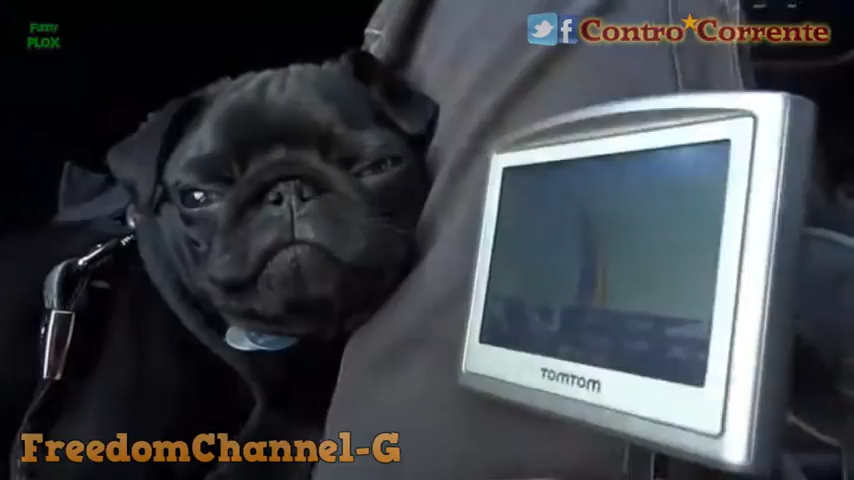 Funny
PLOX
Contro★Corrente
TOMTOM
FreedomChannel-G